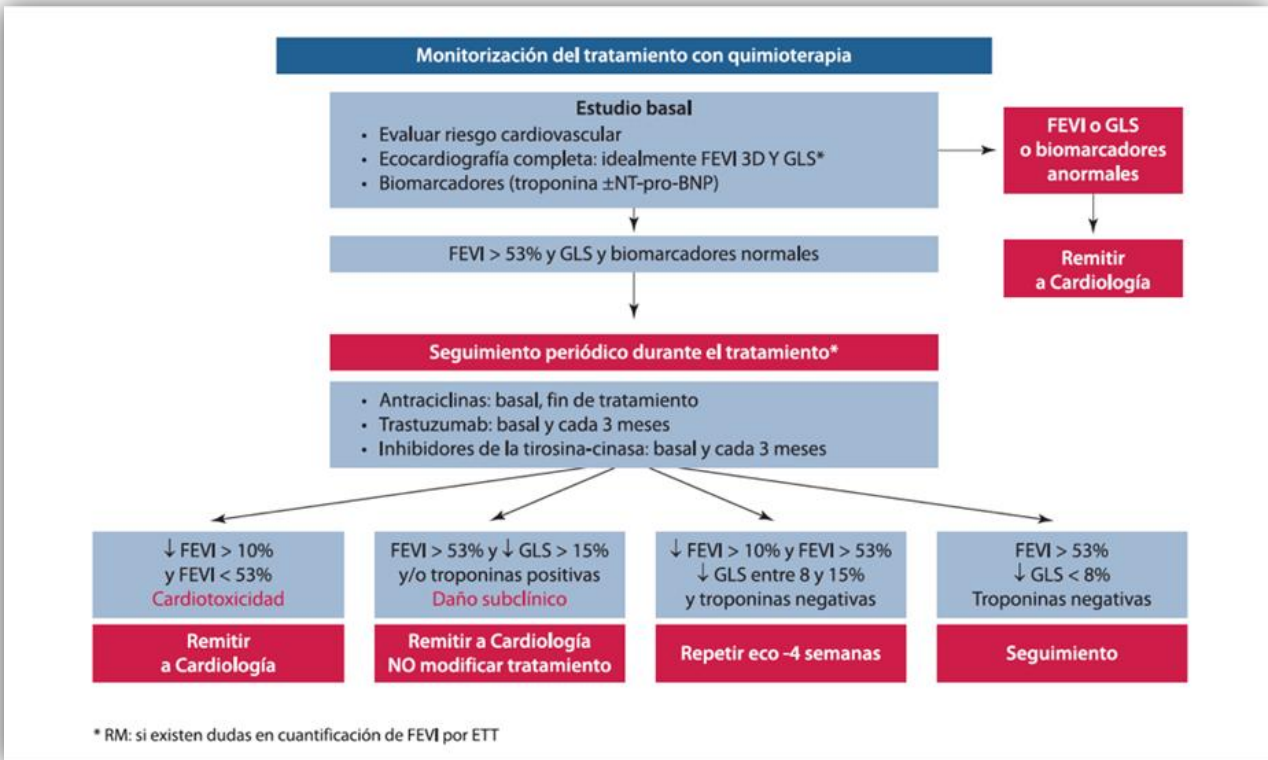 Monitorización del tratamiento con quimioterapia
Estudio basal
• Evaluar riesgo cardiovascular
• Ecocardiografía completa: idealmente FEVI 3D Y GLS*
• Biomarcadores (troponina ±NT-pro-BNP)
FEVI o GLS
o biomarcadores
anormales
FEVI > 53% y GLS y biomarcadores normales
Remitir
a Cardiología
Seguimiento periódico durante el tratamiento*
• Antraciclinas: basal, fin de tratamiento
• Trastuzumab: basal y cada 3 meses
• Inhibidores de la tirosina-cinasa: basal y cada 3 meses
↓ FEVI > 10%
y FEVI < 53%
Cardiotoxicidad
Remitir
a Cardiología
FEVI > 53% y ↓ GLS > 15%
y/o troponinas positivas
Daño subclínico
Remitir a Cardiología
NO modificar tratamiento
↓ FEVI > 10% y FEVI > 53%
↓ GLS entre 8 y 15%
y troponinas negativas
Repetir eco -4 semanas
FEVI > 53%
↓ GLS < 8%
Troponinas negativas
Seguimiento
* RM: si existen dudas en cuantificación de FEVI por ETT